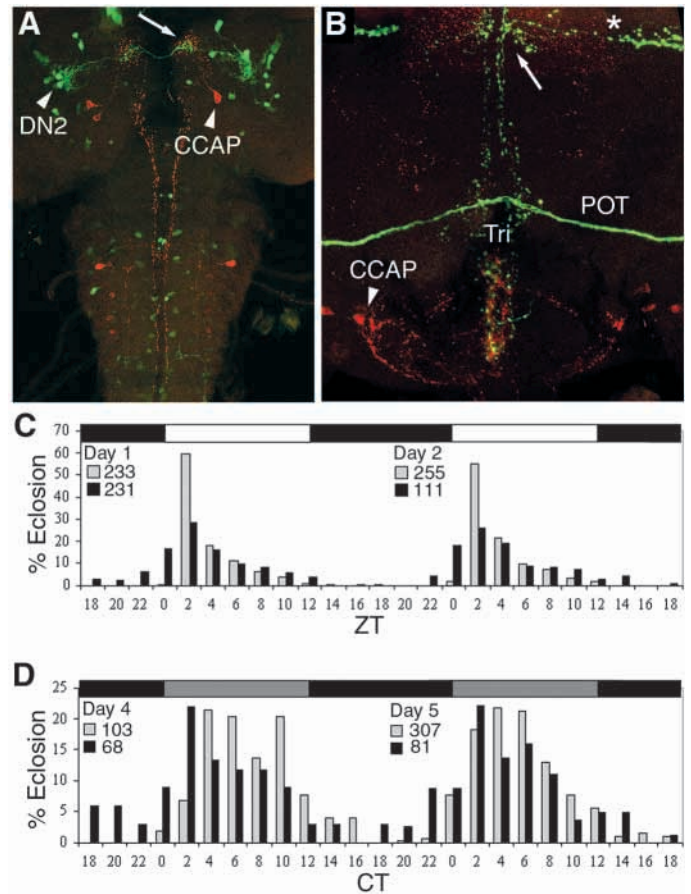 A
B
*
DN2
CCAP
POT
Tri
CCAP
C
70
60
50
40
30
20
10
0
% Eclosion
Day 1
233
231
Day 2
255
111
18 20 22 0 2 4 6 8 10 12 14 16 18 20 22 0 2 4 6 8 10 12 14 16 18
ZT
D
25
20
15
10
5
0
% Eclosion
Day 4
103
68
Day 5
307
81
18 20 22 0 2 4 6 8 10 12 14 16 18 20 22 0 2 4 6 8 10 12 14 16 18
CT